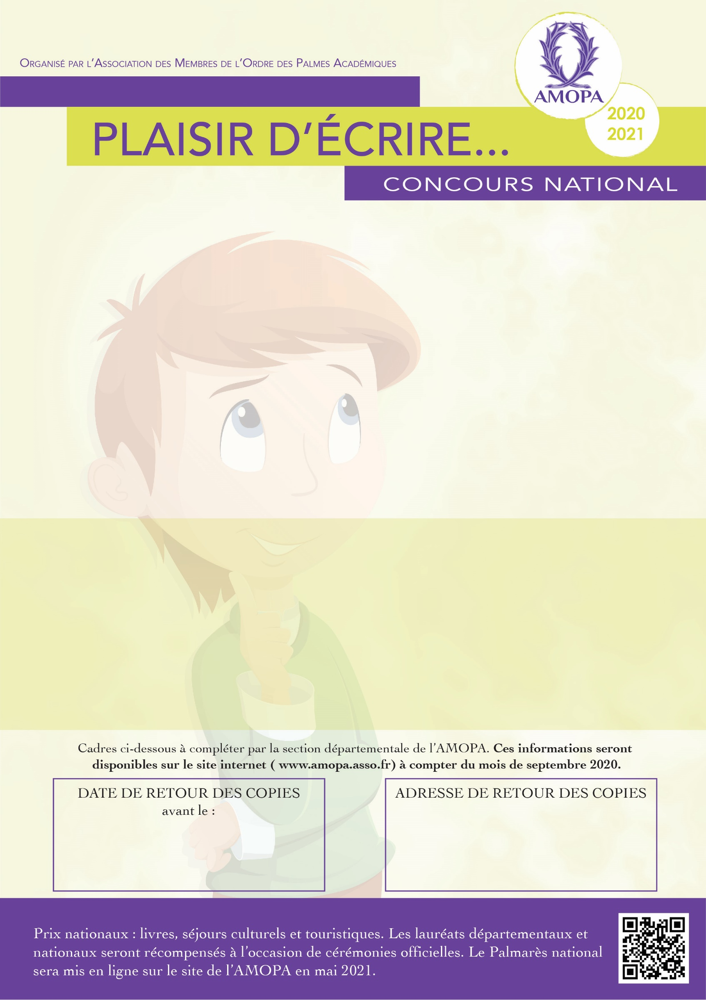 Organisé par l'Association des Membres de l'Ordre des Palmes Académiques
AMOPA
2020
2021
PLAISIR D'ÉCRIRE...
CONCOURS NATIONAL
Cadres ci-dessous à compléter par la section départementale de l'AMOPA. Ces informations seront
disponibles sur le site internet ( www.amopa.asso.fr) à compter du mois de septembre 2020.
DATE DE RETOUR DES COPIES
avant le :
ADRESSE DE RETOUR DES COPIES
Prix nationaux : livres, séjours culturels et touristiques. Les lauréats départementaux et
nationaux seront récompensés à l'occasion de cérémonies officielles. Le Palmarès national
sera mis en ligne sur le site de l'AMOPA en mai 2021.